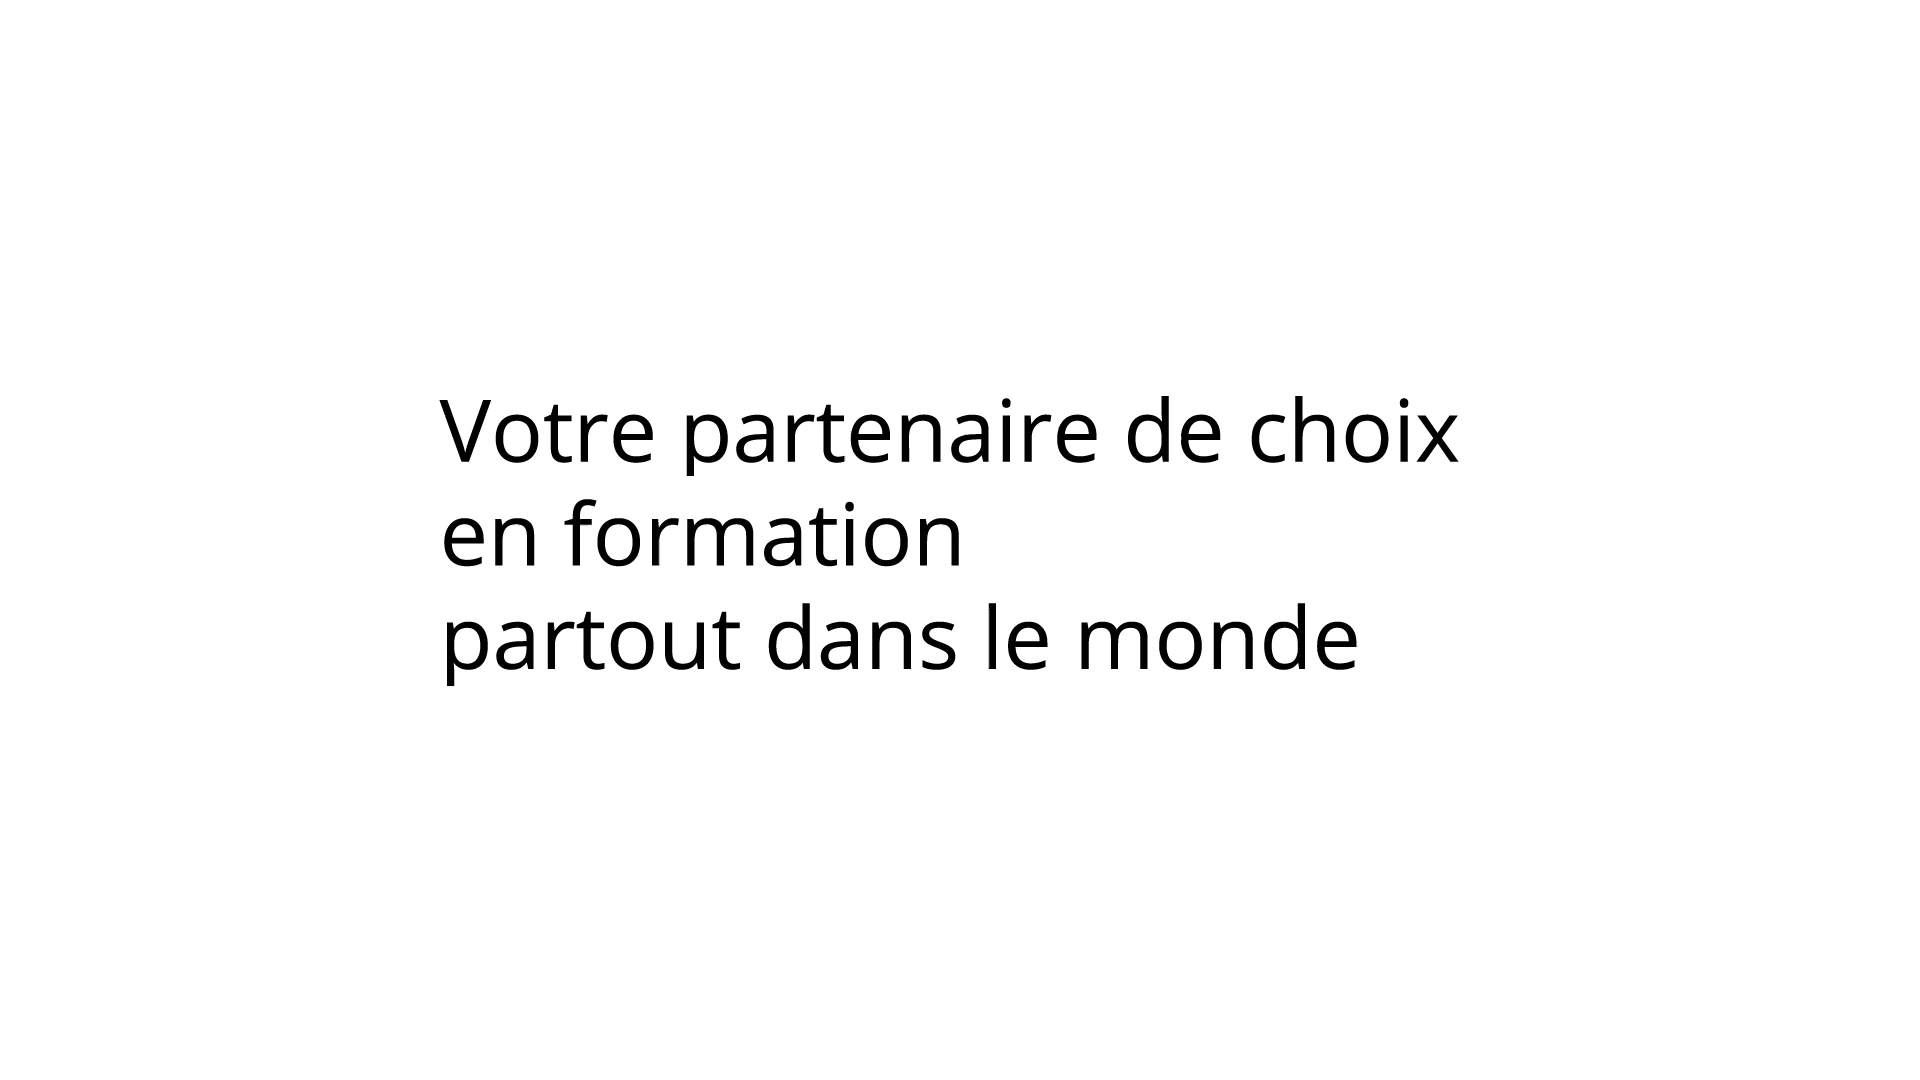 Votre partenaire de choix
en formation
partout dans le monde